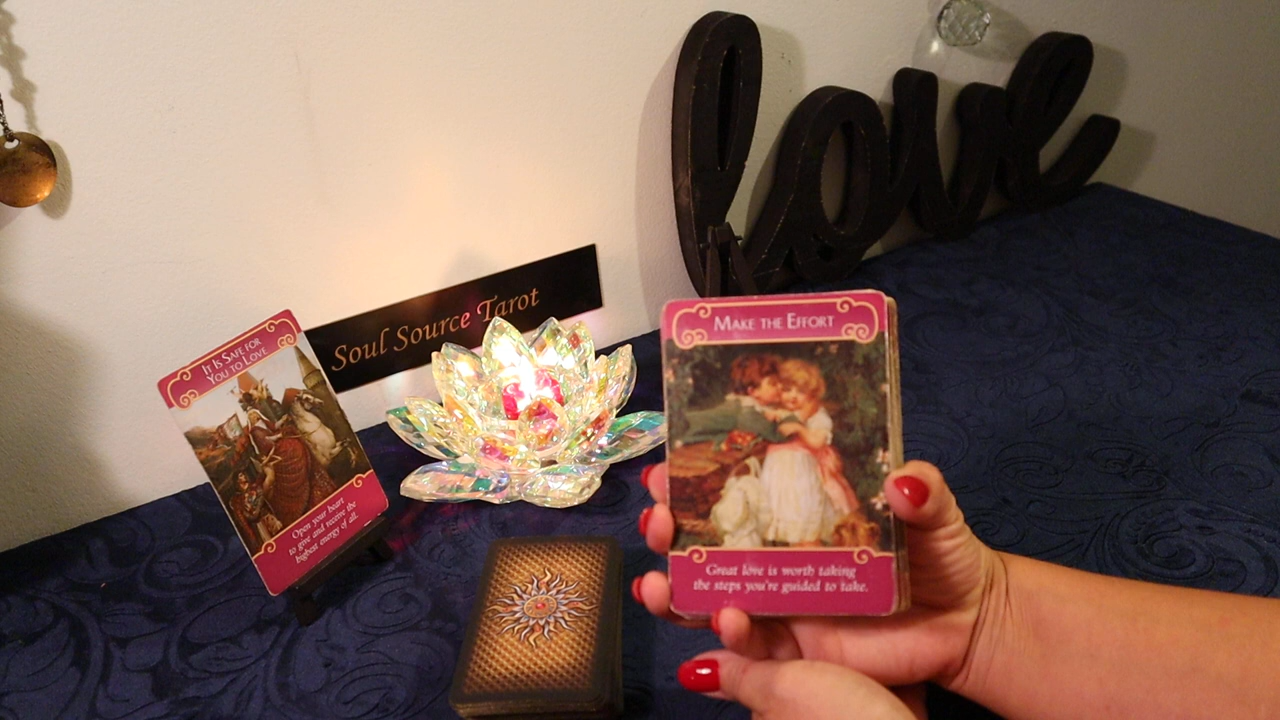 love
Soul Source Tarot
It Is Safe for
You to Love
Open your heart
to give and receive the
highest energy of all.
Make the Effort
Great love is worth taking
the steps you're guided to take.